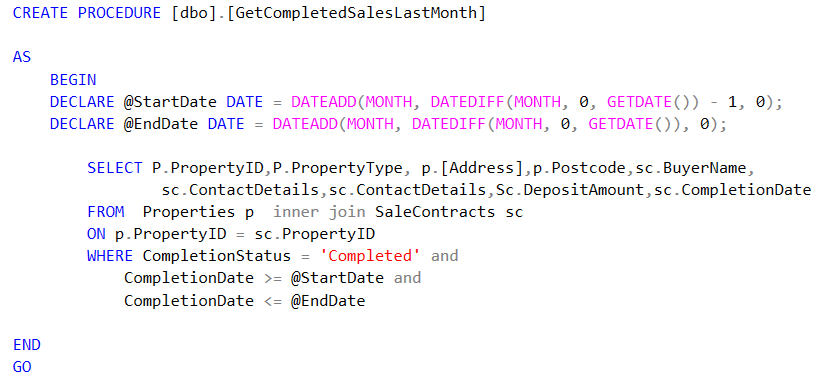 CREATE PROCEDURE [dbo].[GetCompletedSalesLastMonth]
AS
BEGIN
DECLARE @StartDate DATE = DATEADD(MONTH, DATEDIFF(MONTH, 0, GETDATE()) - 1, 0);
DECLARE @EndDate DATE = DATEADD(MONTH, DATEDIFF(MONTH, 0, GETDATE()), 0);
SELECT P.PropertyID,P.PropertyType, p.[Address],p.Postcode,sc.BuyerName,
sc.ContactDetails,sc.ContactDetails,Sc.DepositAmount,sc.CompletionDate
FROM  Properties p  inner join SaleContracts sc
ON p.PropertyID = sc.PropertyID
WHERE CompletionStatus = 'Completed' and
CompletionDate >= @StartDate and
CompletionDate <= @EndDate
END
GO